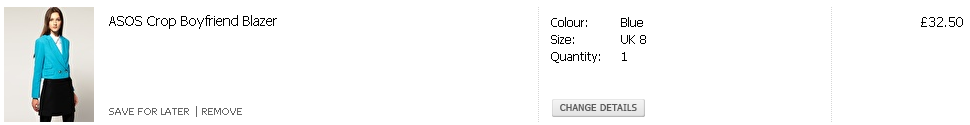 ASOS Crop Boyfriend Blazer
Colour: Blue
Size: UK 8
Quantity: 1
£32.50
SAVE FOR LATER | REMOVE
CHANGE DETAILS